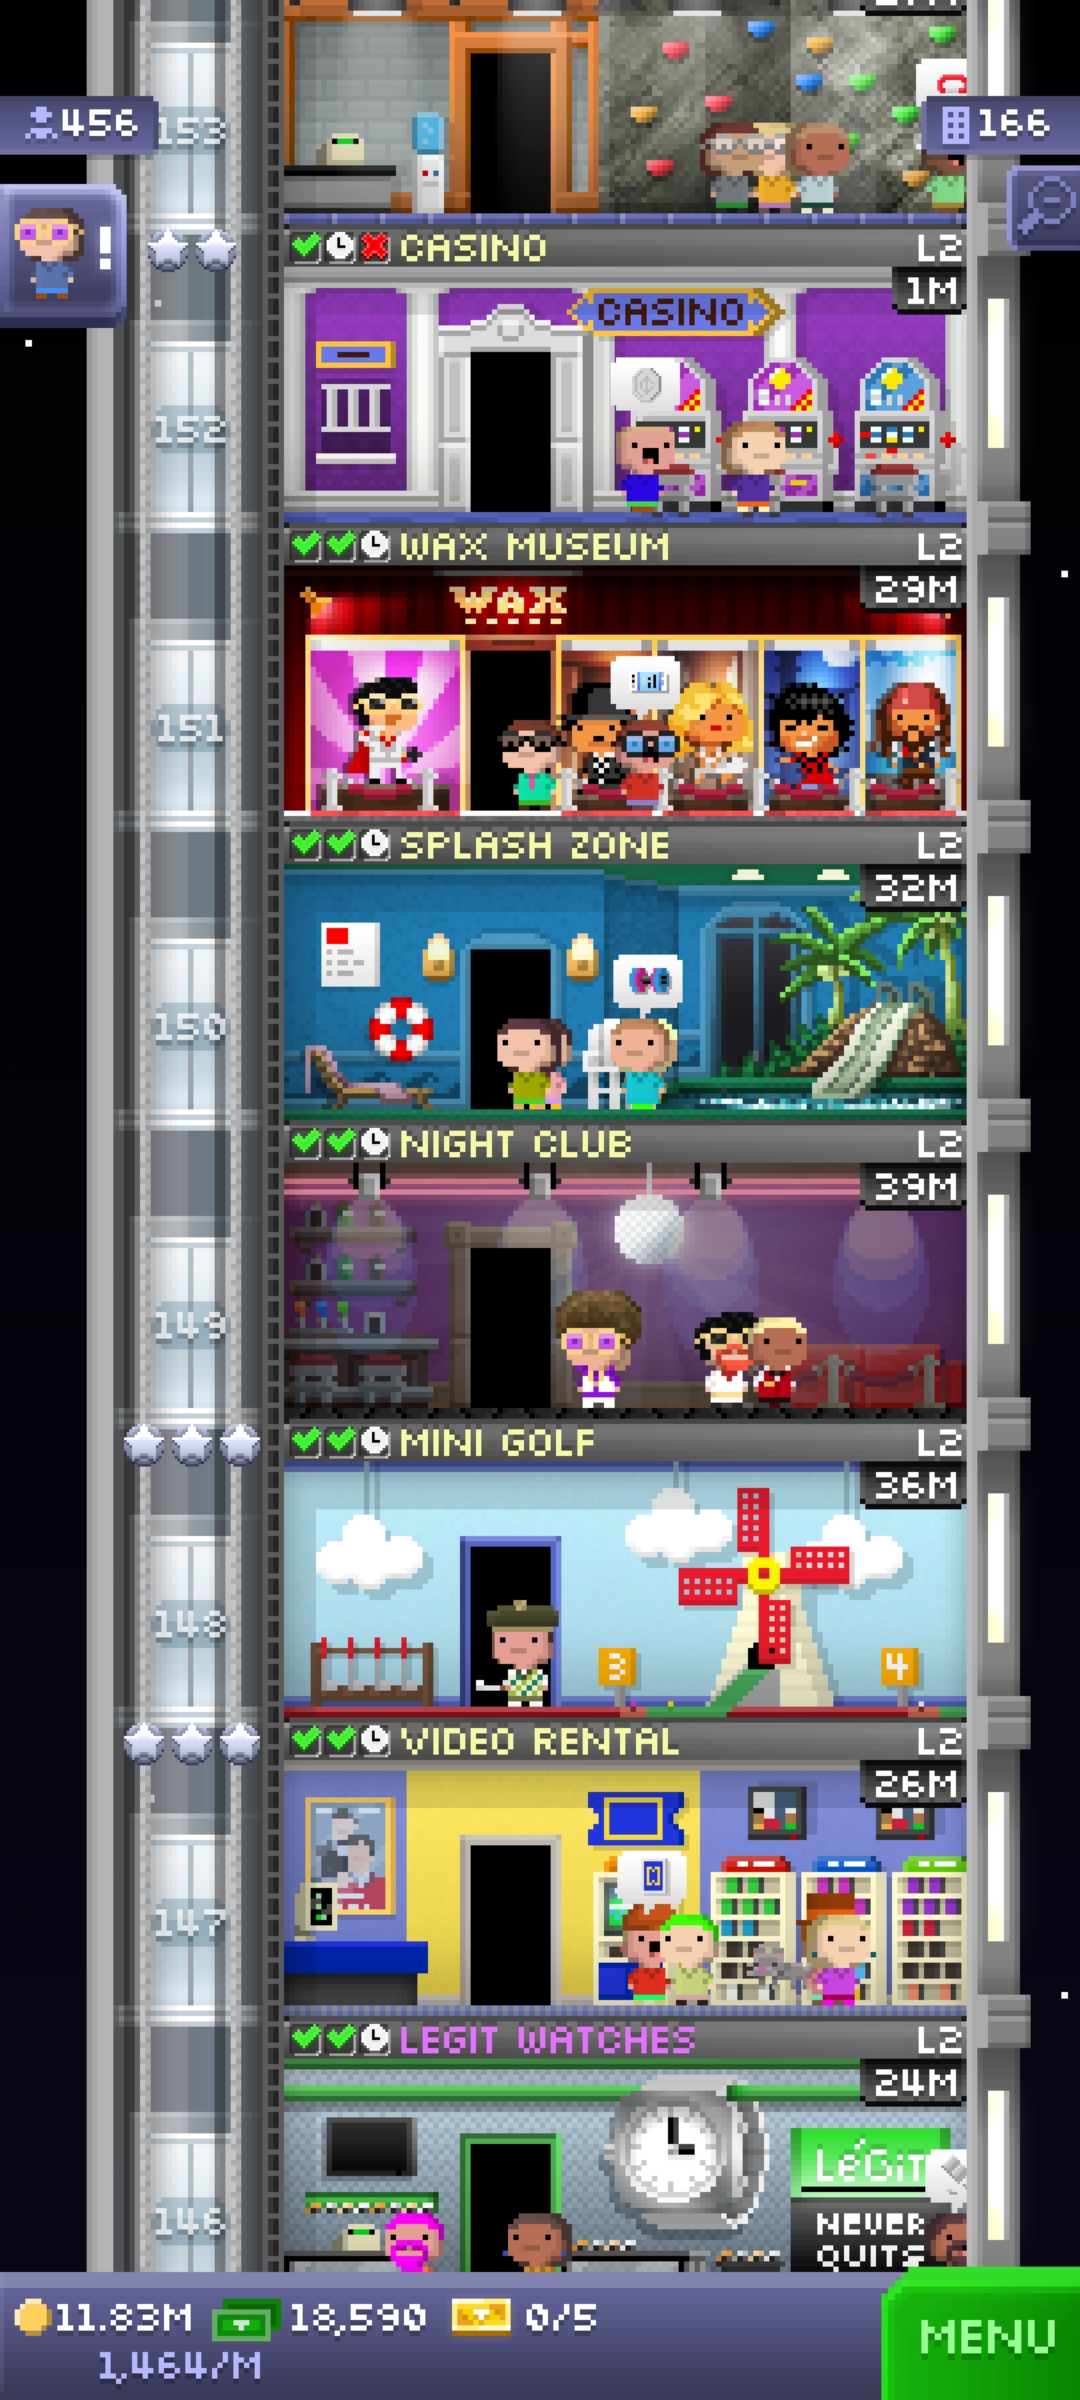 456
153
166
CASINO
L2
1M
CASINO
152
WAX MUSEUM
L2
29M
WAX
151
SPLASH ZONE
L2
32M
150
NIGHT CLUB
L2
39M
149
MINI GOLF
L2
36M
148
3
4
VIDEO RENTAL
L2
26M
147
LEGIT WATCHES
L2
24M
LéGiT
146
NEVER
QUITS
11.83M 18,590 0/5
1,464/M
MENU